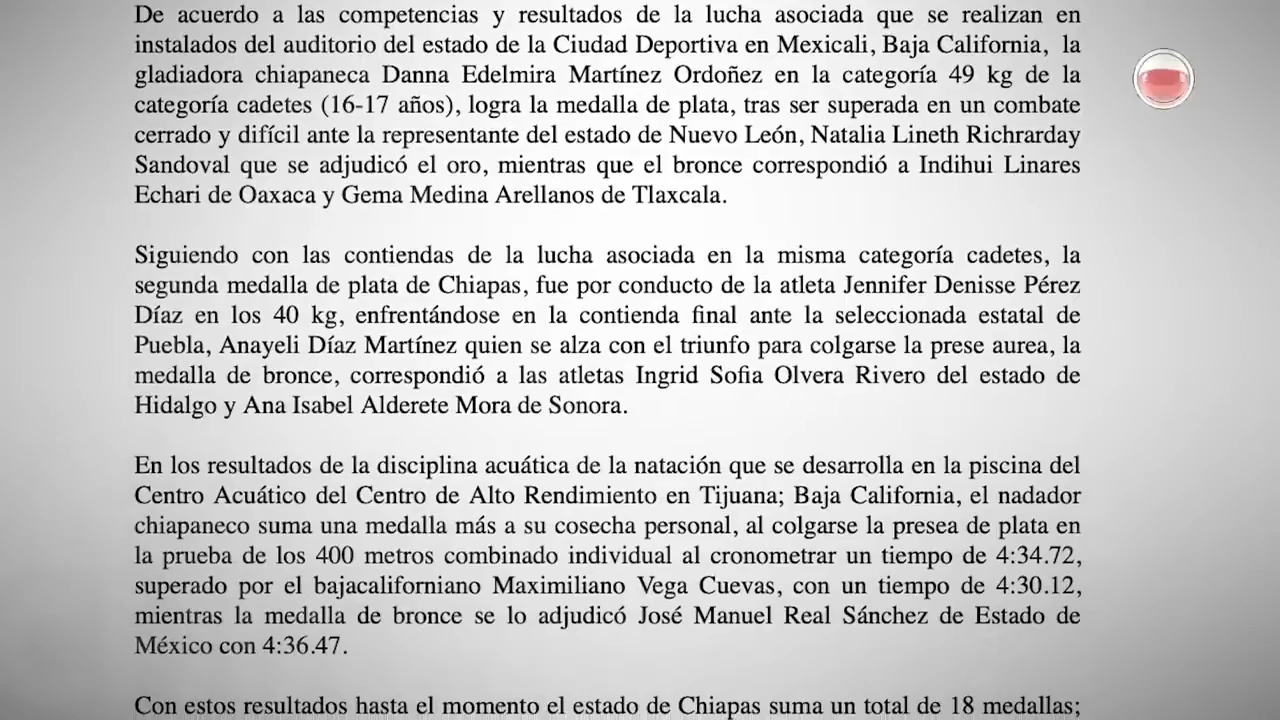 De acuerdo a las competencias y resultados de la lucha asociada que se realizan en
instalados del auditorio del estado de la Ciudad Deportiva en Mexicali, Baja California, la
gladiadora chiapaneca Danna Edelmira Martínez Ordoñez en la categoría 49 kg de la
categoría cadetes (16-17 años), logra la medalla de plata, tras ser superada en un combate
cerrado y difícil ante la representante del estado de Nuevo León, Natalia Lineth Richrarday
Sandoval que se adjudicó el oro, mientras que el bronce correspondió a Indihui Linares
Echari de Oaxaca y Gema Medina Arellanos de Tlaxcala.
Siguiendo con las contiendas de la lucha asociada en la misma categoría cadetes, la
segunda medalla de plata de Chiapas, fue por conducto de la atleta Jennifer Denisse Pérez
Díaz en los 40 kg, enfrentándose en la contienda final ante la seleccionada estatal de
Puebla, Anayeli Díaz Martínez quien se alza con el triunfo para colgarse la prese aurea, la
medalla de bronce, correspondió a las atletas Ingrid Sofia Olvera Rivero del estado de
Hidalgo y Ana Isabel Alderete Mora de Sonora.
En los resultados de la disciplina acuática de la natación que se desarrolla en la piscina del
Centro Acuático del Centro de Alto Rendimiento en Tijuana; Baja California, el nadador
chiapaneco suma una medalla más a su cosecha personal, al colgarse la presea de plata en
la prueba de los 400 metros combinado individual al cronometrar un tiempo de 4:34.72,
superado por el bajacaliforniano Maximiliano Vega Cuevas, con un tiempo de 4:30.12,
mientras la medalla de bronce se lo adjudicó José Manuel Real Sánchez de Estado de
México con 4:36.47.
Con estos resultados hasta el momento el estado de Chiapas suma un total de 18 medallas;